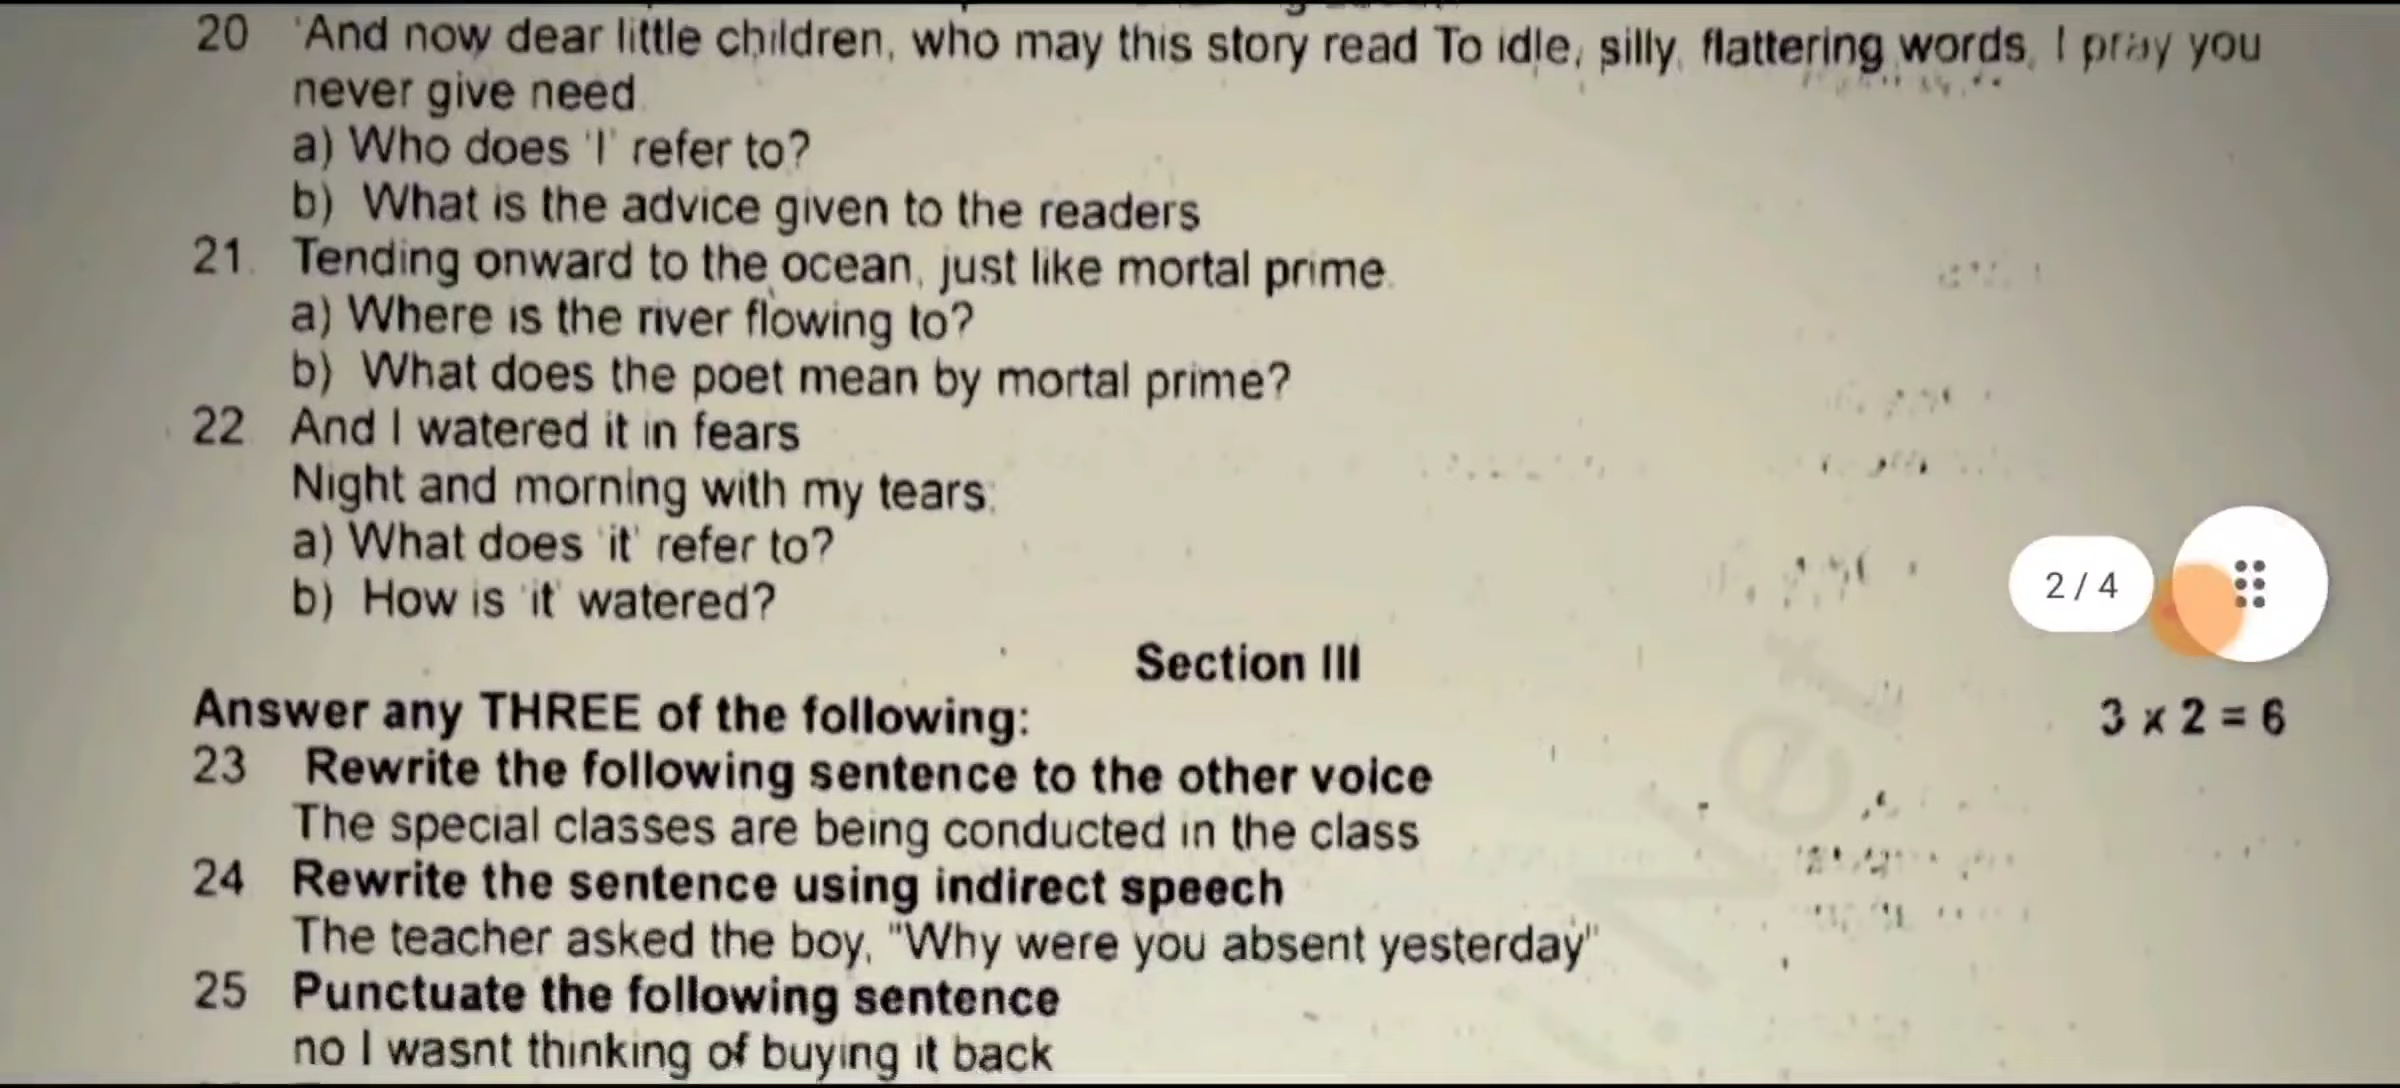 20 'And now dear little children, who may this story read To idle, silly, flattering words, I pray you
never give need
a) Who does 'I' refer to?
b) What is the advice given to the readers
21. Tending onward to the ocean, just like mortal prime.
a) Where is the river flowing to?
b) What does the poet mean by mortal prime?
22 And I watered it in fears
Night and morning with my tears;
a) What does 'it' refer to?
b) How is 'it' watered?
2 / 4
Section III
Answer any THREE of the following: 3 x 2 = 6
23 Rewrite the following sentence to the other voice
The special classes are being conducted in the class
24 Rewrite the sentence using indirect speech
The teacher asked the boy, "Why were you absent yesterday"
25 Punctuate the following sentence
no I wasnt thinking of buying it back